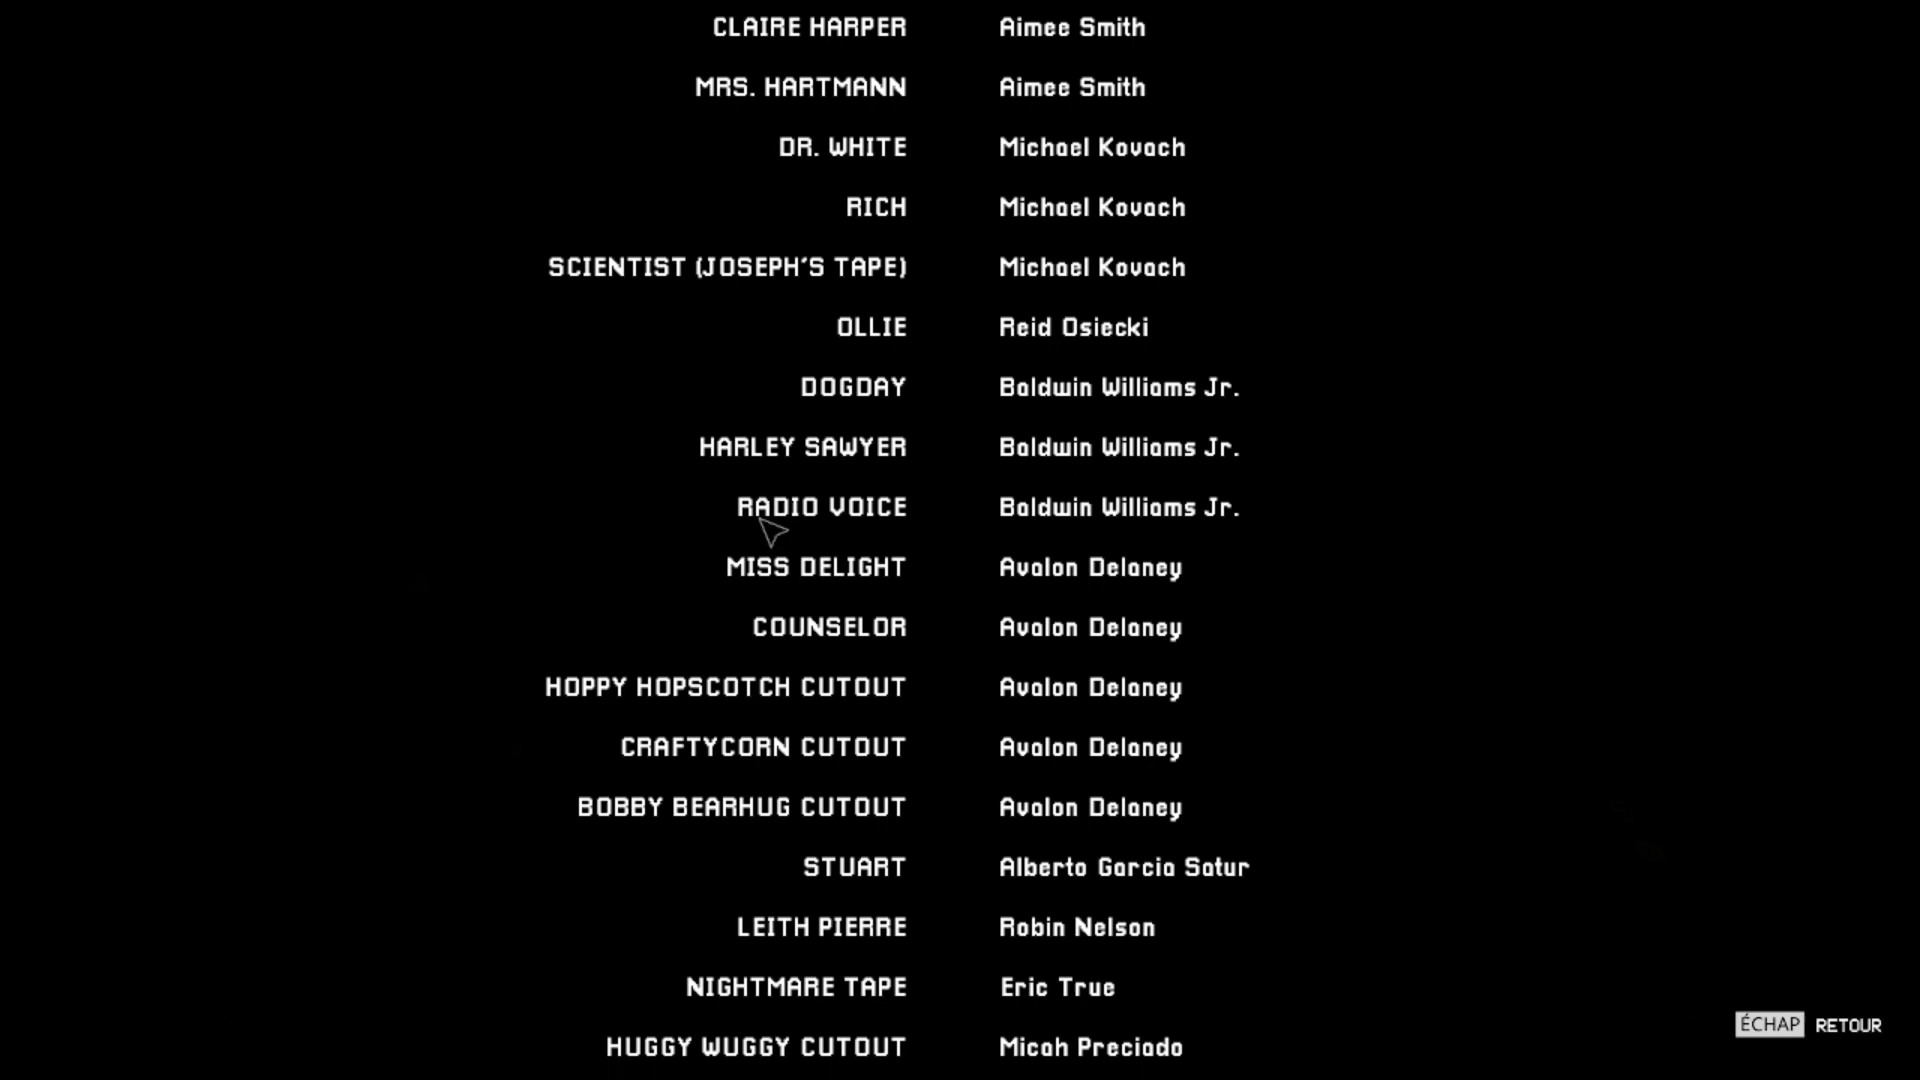 CLAIRE HARPER Aimee Smith
MRS. HARTMANN Aimee Smith
DR. WHITE Michael Kovach
RICH Michael Kovach
SCIENTIST (JOSEPH'S TAPE) Michael Kovach
OLLIE Reid Osiecki
DOGDAY Baldwin Williams Jr.
HARLEY SAWYER Baldwin Williams Jr.
RADIO VOICE Baldwin Williams Jr.
MISS DELIGHT Avalon Delaney
COUNSELOR Avalon Delaney
HOPPY HOPSCOTCH CUTOUT Avalon Delaney
CRAFTYCORN CUTOUT Avalon Delaney
BOBBY BEARHUG CUTOUT Avalon Delaney
STUART Alberto Garcia Satur
LEITH PIERRE Robin Nelson
NIGHTMARE TAPE Eric True
HUGGY WUGGY CUTOUT Micah Preciado
ÉCHAP RETOUR